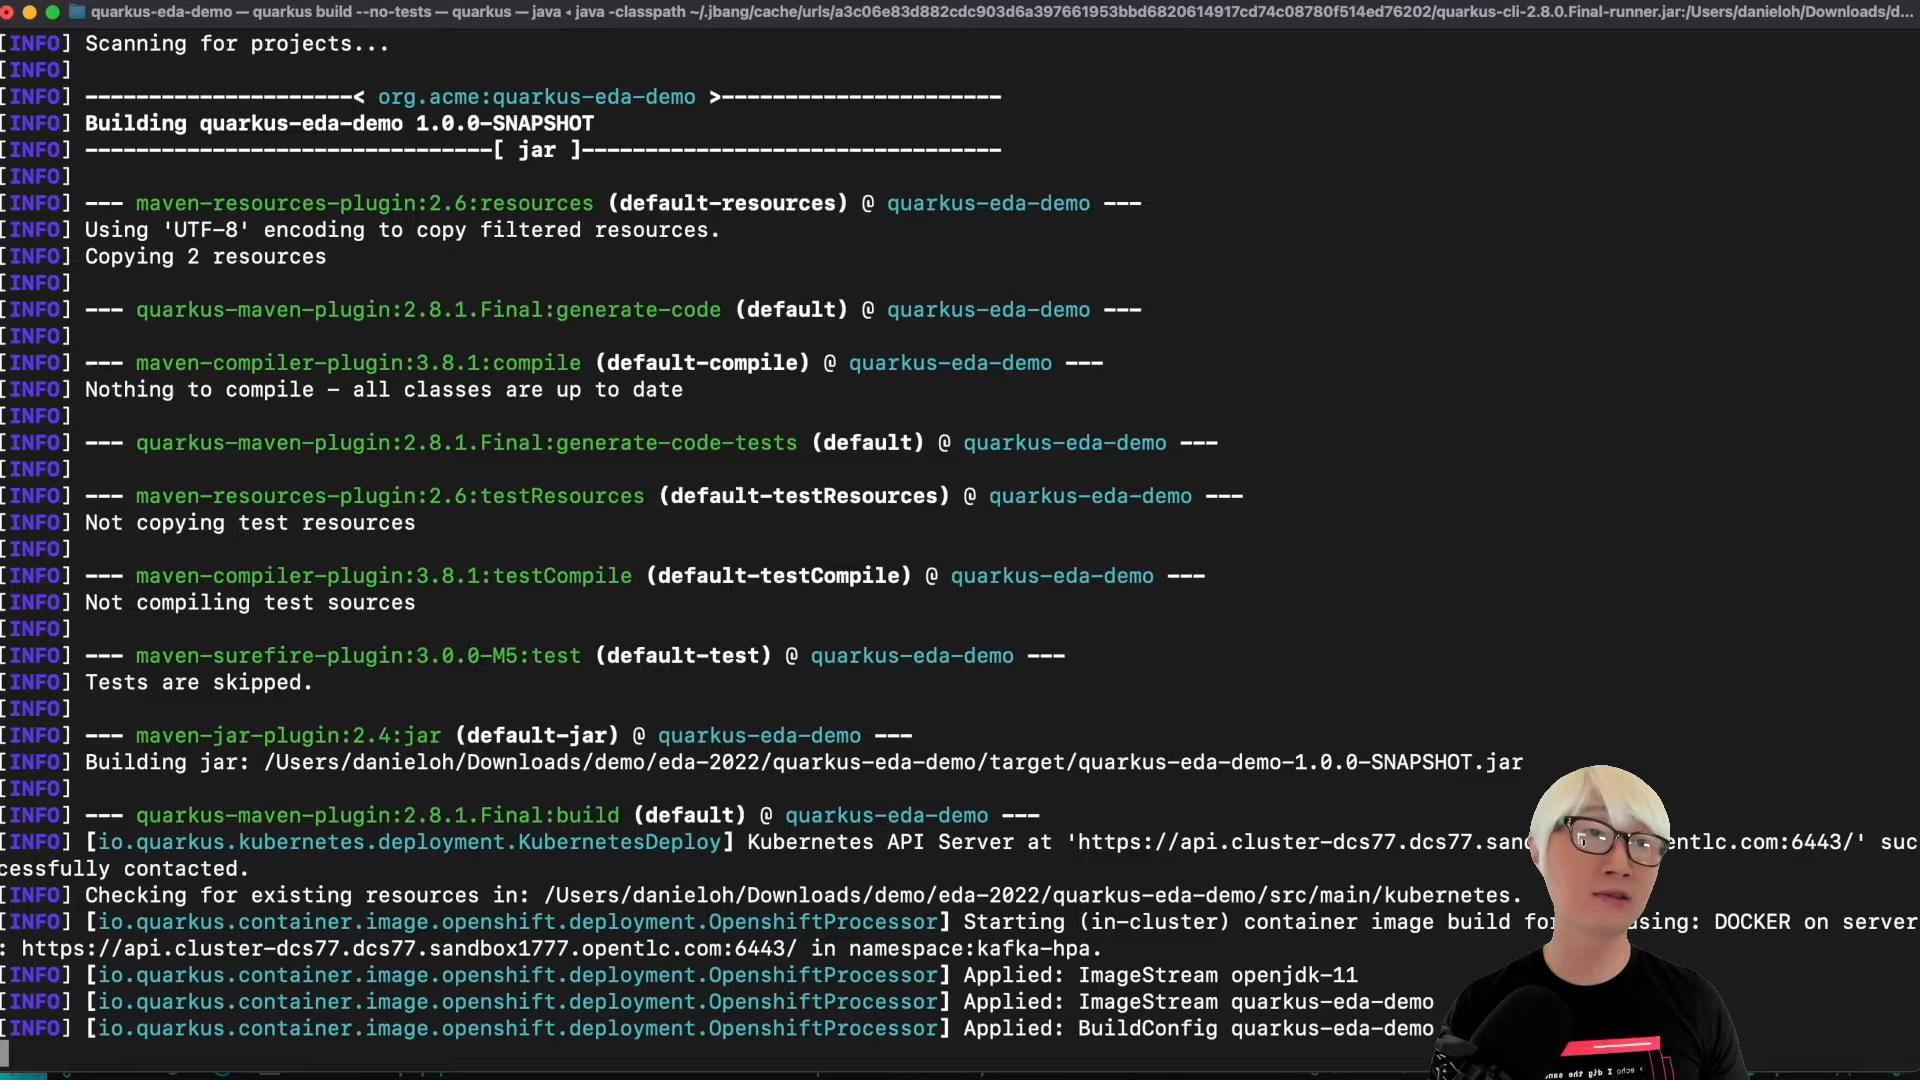 quarkus-eda-demo — quarkus build --no-tests — quarkus — java ◂ java -classpath ~/.jbang/cache/urls/a3c06e83d882cdc903d6a397661953bbd6820614917cd74c08780f514ed76202/quarkus-cli-2.8.0.Final-runner.jar:/Users/danieloh/Downloads/d...
[INFO] Scanning for projects...
[INFO]
[INFO] ---------------------< org.acme:quarkus-eda-demo >----------------------
[INFO] Building quarkus-eda-demo 1.0.0-SNAPSHOT
[INFO] --------------------------------[ jar ]---------------------------------
[INFO]
[INFO] --- maven-resources-plugin:2.6:resources (default-resources) @ quarkus-eda-demo ---
[INFO] Using 'UTF-8' encoding to copy filtered resources.
[INFO] Copying 2 resources
[INFO]
[INFO] --- quarkus-maven-plugin:2.8.1.Final:generate-code (default) @ quarkus-eda-demo ---
[INFO]
[INFO] --- maven-compiler-plugin:3.8.1:compile (default-compile) @ quarkus-eda-demo ---
[INFO] Nothing to compile - all classes are up to date
[INFO]
[INFO] --- quarkus-maven-plugin:2.8.1.Final:generate-code-tests (default) @ quarkus-eda-demo ---
[INFO]
[INFO] --- maven-resources-plugin:2.6:testResources (default-testResources) @ quarkus-eda-demo ---
[INFO] Not copying test resources
[INFO]
[INFO] --- maven-compiler-plugin:3.8.1:testCompile (default-testCompile) @ quarkus-eda-demo ---
[INFO] Not compiling test sources
[INFO]
[INFO] --- maven-surefire-plugin:3.0.0-M5:test (default-test) @ quarkus-eda-demo ---
[INFO] Tests are skipped.
[INFO]
[INFO] --- maven-jar-plugin:2.4:jar (default-jar) @ quarkus-eda-demo ---
[INFO] Building jar: /Users/danieloh/Downloads/demo/eda-2022/quarkus-eda-demo/target/quarkus-eda-demo-1.0.0-SNAPSHOT.jar
[INFO]
[INFO] --- quarkus-maven-plugin:2.8.1.Final:build (default) @ quarkus-eda-demo ---
[INFO] [io.quarkus.kubernetes.deployment.KubernetesDeploy] Kubernetes API Server at 'https://api.cluster-dcs77.dcs77.san entlc.com:6443/' suc
cessfully contacted.
[INFO] Checking for existing resources in: /Users/danieloh/Downloads/demo/eda-2022/quarkus-eda-demo/src/main/kubernetes.
[INFO] [io.quarkus.container.image.openshift.deployment.OpenshiftProcessor] Starting (in-cluster) container image build fo using: DOCKER on server
: https://api.cluster-dcs77.dcs77.sandbox1777.opentlc.com:6443/ in namespace:kafka-hpa.
[INFO] [io.quarkus.container.image.openshift.deployment.OpenshiftProcessor] Applied: ImageStream openjdk-11
[INFO] [io.quarkus.container.image.openshift.deployment.OpenshiftProcessor] Applied: ImageStream quarkus-eda-demo
[INFO] [io.quarkus.container.image.openshift.deployment.OpenshiftProcessor] Applied: BuildConfig quarkus-eda-demo